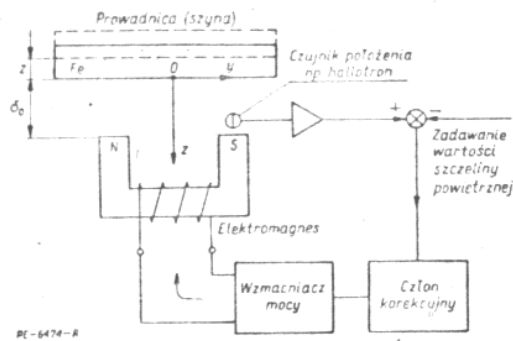 Prowadnica (szyna)
z
Fe
0
y
δ₀
Czujnik położenia
np hallotron
N
S
z
+
−
Zadawanie
wartości
szczeliny
powietrznej
Elektromagnes
Wzmacniacz
mocy
Człon
korekcyjny
PE-6474-R